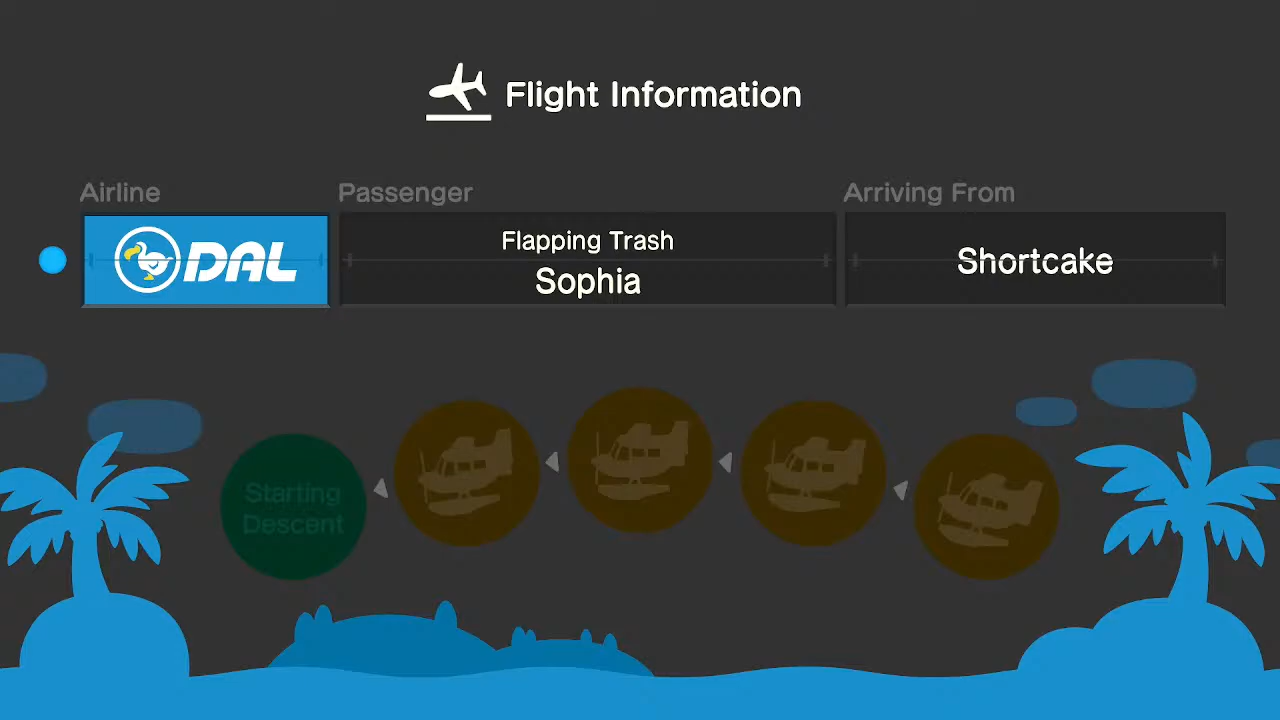 Flight Information
Airline
Passenger
Arriving From
DAL
Flapping Trash
Sophia
Shortcake
Starting
Descent